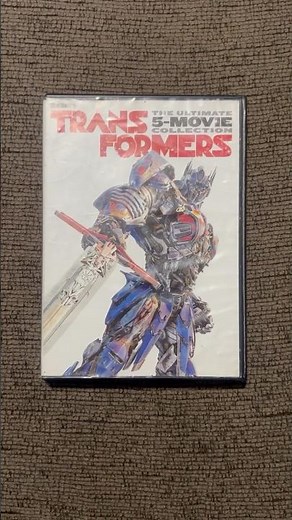 THE ULTIMATE
5-MOVIE
COLLECTION
TRANS
FORMERS